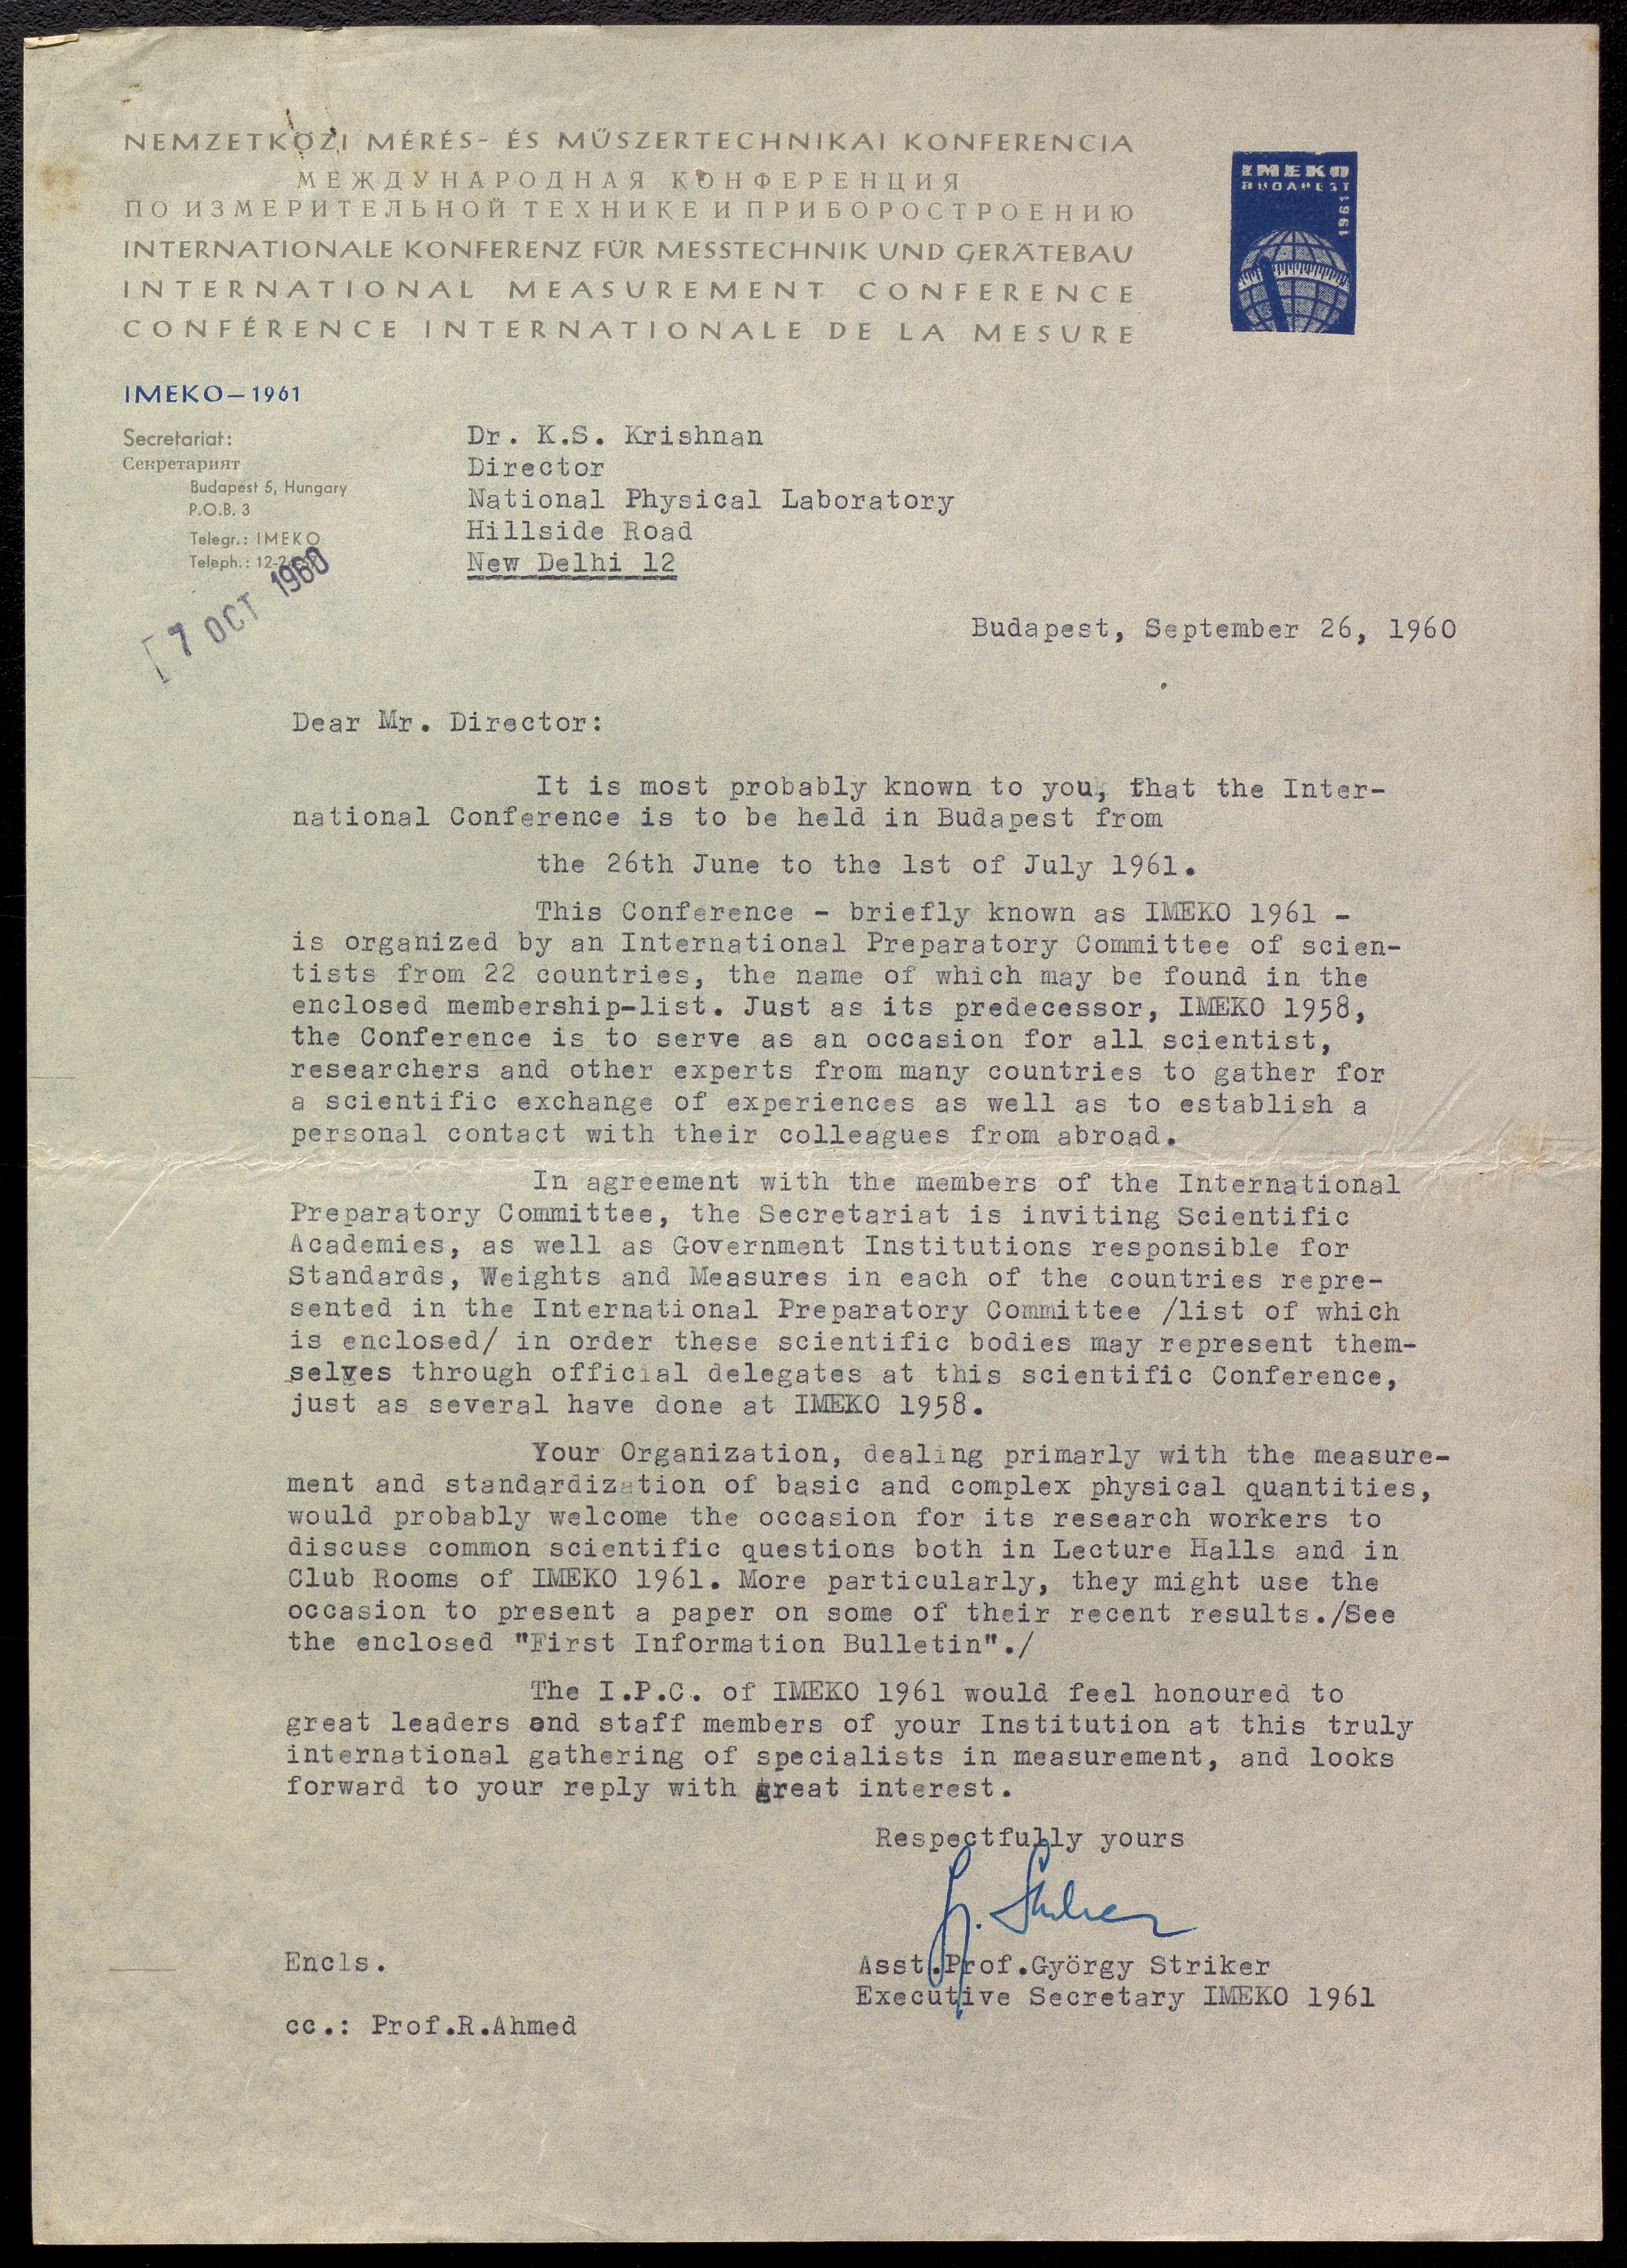 NEMZETKÖZI MÉRÉS- ÉS MŰSZERTECHNIKAI KONFERENCIA
МЕЖДУНАРОДНАЯ КОНФЕРЕНЦИЯ
ПО ИЗМЕРИТЕЛЬНОЙ ТЕХНИКЕ И ПРИБОРОСТРОЕНИЮ
INTERNATIONALE KONFERENZ FÜR MESSTECHNIK UND GERÄTEBAU
INTERNATIONAL MEASUREMENT CONFERENCE
CONFÉRENCE INTERNATIONALE DE LA MESURE
IMEKO
BUDAPEST
1961
IMEKO—1961
Secretariat:
Секретарият
Budapest 5, Hungary
P.O.B. 3
Telegr.: IMEKO
Teleph.:
7 OCT 1960
Dr. K.S. Krishnan
Director
National Physical Laboratory
Hillside Road
New Delhi 12
Budapest, September 26, 1960
Dear Mr. Director:
It is most probably known to you, that the Inter-
national Conference is to be held in Budapest from
the 26th June to the 1st of July 1961.
This Conference - briefly known as IMEKO 1961 -
is organized by an International Preparatory Committee of scien-
tists from 22 countries, the name of which may be found in the
enclosed membership-list. Just as its predecessor, IMEKO 1958,
the Conference is to serve as an occasion for all scientist,
researchers and other experts from many countries to gather for
a scientific exchange of experiences as well as to establish a
personal contact with their colleagues from abroad.
In agreement with the members of the International
Preparatory Committee, the Secretariat is inviting Scientific
Academies, as well as Government Institutions responsible for
Standards, Weights and Measures in each of the countries repre-
sented in the International Preparatory Committee /list of which
is enclosed/ in order these scientific bodies may represent them-
selves through official delegates at this scientific Conference,
just as several have done at IMEKO 1958.
Your Organization, dealing primarly with the measure-
ment and standardization of basic and complex physical quantities,
would probably welcome the occasion for its research workers to
discuss common scientific questions both in Lecture Halls and in
Club Rooms of IMEKO 1961. More particularly, they might use the
occasion to present a paper on some of their recent results./See
the enclosed "First Information Bulletin"./
The I.P.C. of IMEKO 1961 would feel honoured to
great leaders and staff members of your Institution at this truly
international gathering of specialists in measurement, and looks
forward to your reply with great interest.
Respectfully yours
G. Striker
Encls.
Asst.Prof.György Striker
Executive Secretary IMEKO 1961
cc.: Prof.R.Ahmed